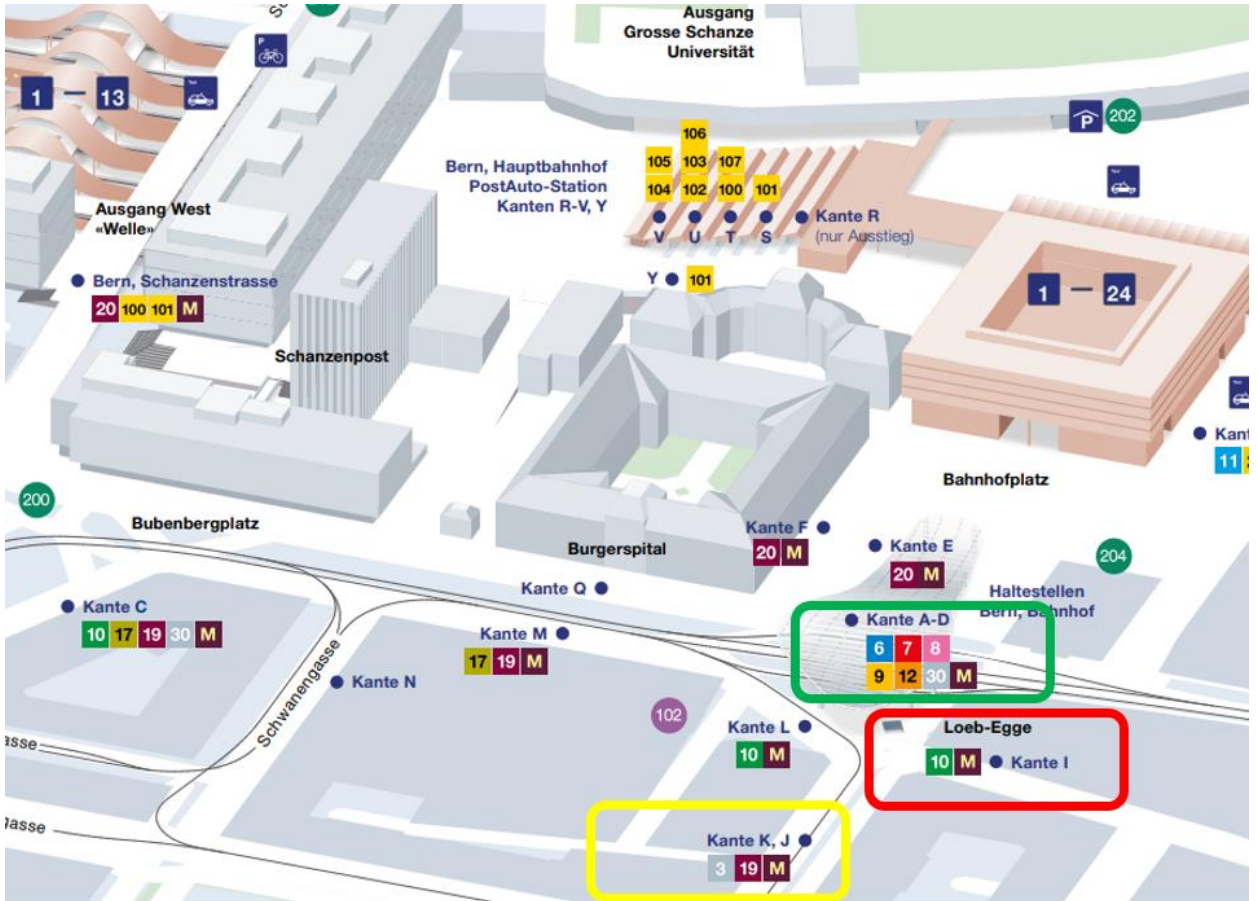 Ausgang
Grosse Schanze
Universität
P
1 — 13
Taxi
P 202
106
105 103 107
104 102 100 101
Bern, Hauptbahnhof
PostAuto-Station
Kanten R-V, Y
V U T S
Kante R
(nur Ausstieg)
Taxi
Ausgang West
«Welle»
Y 101
Bern, Schanzenstrasse
20 100 101 M
1 — 24
Schanzenpost
Taxi
11
Bahnhofplatz
200
Bubenbergplatz
Burgerspital
Kante F
20 M
Kante E
20 M
204
Haltestellen
Bern, Bahnhof
Kante Q
Kante C
10 17 19 30 M
Kante M
17 19 M
Kante A-D
6 7 8
9 12 30 M
Schwanengasse
Kante N
102
Kante L
10 M
Loeb-Egge
10 M Kante I
Kante K, J
3 19 M